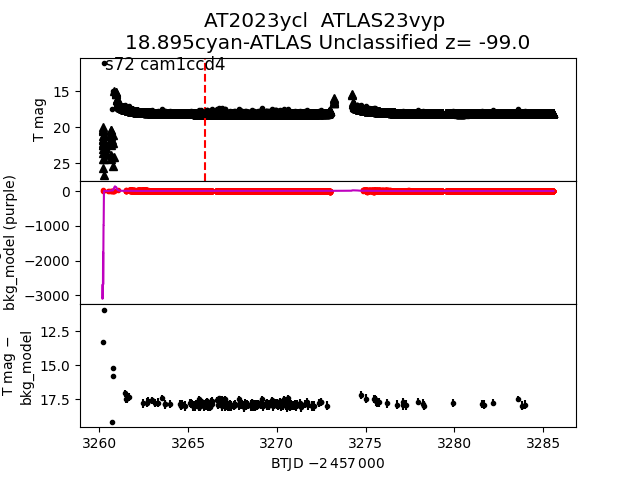 AT2023ycl  ATLAS23vyp
18.895cyan-ATLAS Unclassified z= -99.0
s72 cam1ccd4
T mag
15
20
25
bkg_model (purple)
0
−1000
−2000
−3000
T mag −
bkg_model
12.5
15.0
17.5
3260 3265 3270 3275 3280 3285
BTJD −2 457 000